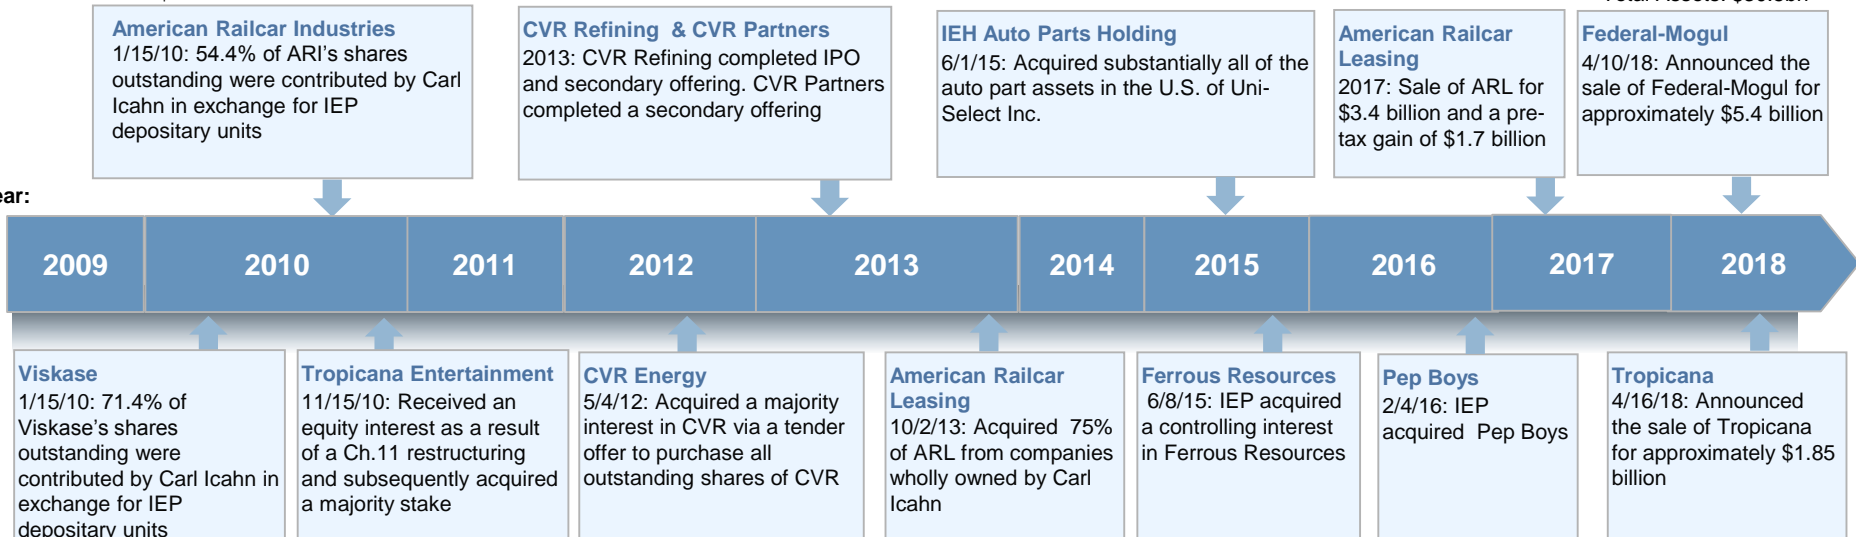 American Railcar Industries
1/15/10: 54.4% of ARI's shares
outstanding were contributed by Carl
Icahn in exchange for IEP
depositary units
CVR Refining & CVR Partners
2013: CVR Refining completed IPO
and secondary offering. CVR Partners
completed a secondary offering
IEH Auto Parts Holding
6/1/15: Acquired substantially all of the
auto part assets in the U.S. of Uni-
Select Inc.
American Railcar
Leasing
2017: Sale of ARL for
$3.4 billion and a pre-
tax gain of $1.7 billion
Federal-Mogul
4/10/18: Announced the
sale of Federal-Mogul for
approximately $5.4 billion
ear:
2009
2010
2011
2012
2013
2014
2015
2016
2017
2018
Viskase
1/15/10: 71.4% of
Viskase's shares
outstanding were
contributed by Carl Icahn in
exchange for IEP
depositary units
Tropicana Entertainment
11/15/10: Received an
equity interest as a result
of a Ch.11 restructuring
and subsequently acquired
a majority stake
CVR Energy
5/4/12: Acquired a majority
interest in CVR via a tender
offer to purchase all
outstanding shares of CVR
American Railcar
Leasing
10/2/13: Acquired 75%
of ARL from companies
wholly owned by Carl
Icahn
Ferrous Resources
6/8/15: IEP acquired
a controlling interest
in Ferrous Resources
Pep Boys
2/4/16: IEP
acquired Pep Boys
Tropicana
4/16/18: Announced
the sale of Tropicana
for approximately $1.85
billion